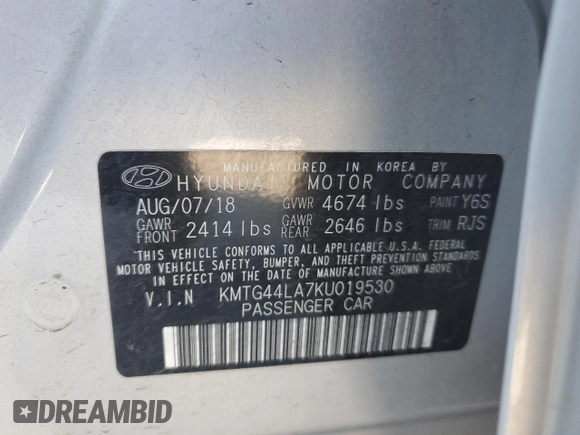 MANUFACTURED IN KOREA BY
HYUNDAI MOTOR COMPANY
AUG/07/18 GVWR 4674 lbs PAINT Y6S
GAWR FRONT 2414 lbs GAWR REAR 2646 lbs TRIM RJS
THIS VEHICLE CONFORMS TO ALL APPLICABLE U.S.A. FEDERAL
MOTOR VEHICLE SAFETY, BUMPER, AND THEFT PREVENTION STANDARDS
IN EFFECT ON THE DATE OF MANUFACTURE SHOWN ABOVE.
V.I.N KMTG44LA7KU019530
PASSENGER CAR
DREAMBID